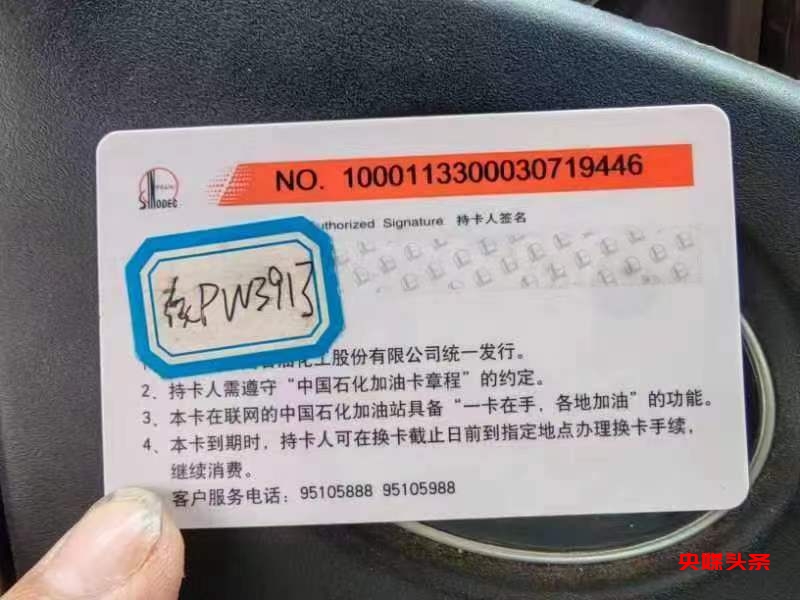 SINOPEC
NO. 1000113300030719446
uthorized Signature 持卡人签名
PW3913
油化工股份有限公司统一发行。
2、持卡人需遵守“中国石化加油卡章程”的约定。
3、本卡在联网的中国石化加油站具备“一卡在手，各地加油”的功能。
4、本卡到期时，持卡人可在换卡截止日前到指定地点办理换卡手续，
继续消费。
客户服务电话：95105888 95105988
央媒头条